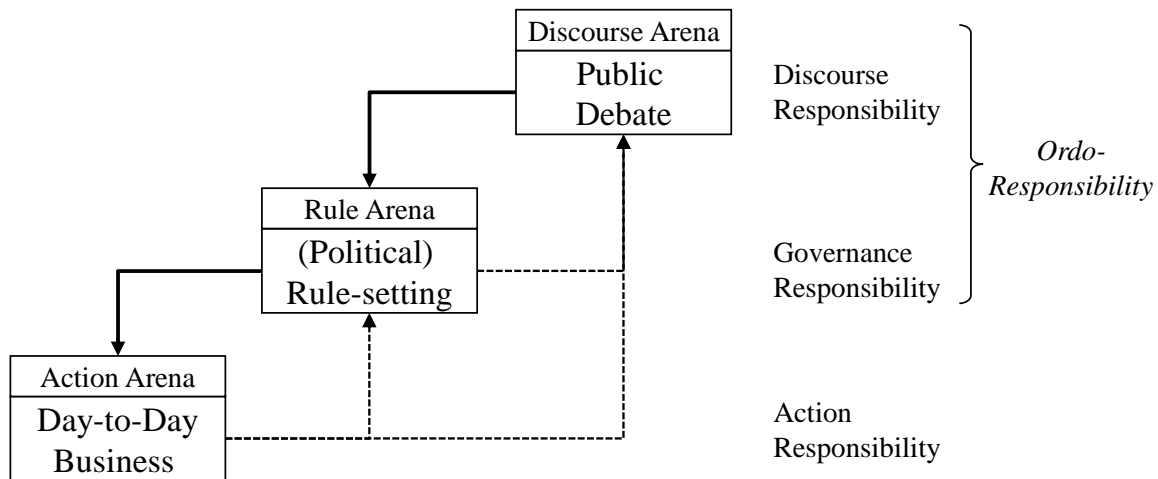 Discourse Arena
Public
Debate
Discourse
Responsibility
Ordo-
Responsibility
Rule Arena
(Political)
Rule-setting
Governance
Responsibility
Action Arena
Day-to-Day
Business
Action
Responsibility